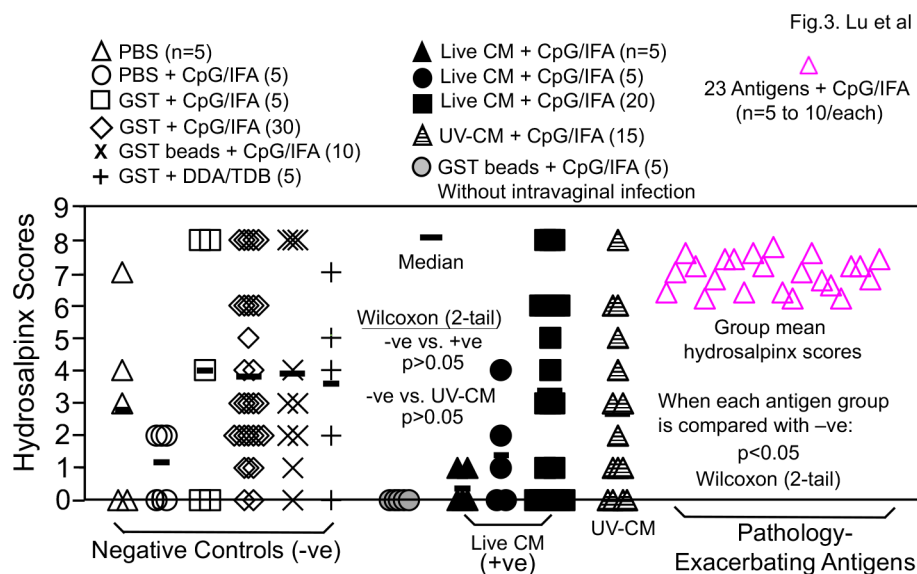 Fig.3. Lu et al
PBS (n=5)
PBS + CpG/IFA (5)
GST + CpG/IFA (5)
GST + CpG/IFA (30)
GST beads + CpG/IFA (10)
GST + DDA/TDB (5)
Live CM + CpG/IFA (n=5)
Live CM + CpG/IFA (5)
Live CM + CpG/IFA (20)
UV-CM + CpG/IFA (15)
GST beads + CpG/IFA (5)
Without intravaginal infection
23 Antigens + CpG/IFA
(n=5 to 10/each)
Hydrosalpinx Scores
9
8
7
6
5
4
3
2
1
0
Median
Wilcoxon (2-tail)
-ve vs. +ve
p>0.05
-ve vs. UV-CM
p>0.05
Group mean
hydrosalpinx scores
When each antigen group
is compared with –ve:
p<0.05
Wilcoxon (2-tail)
Negative Controls (-ve)
Live CM
(+ve)
UV-CM
Pathology-
Exacerbating Antigens